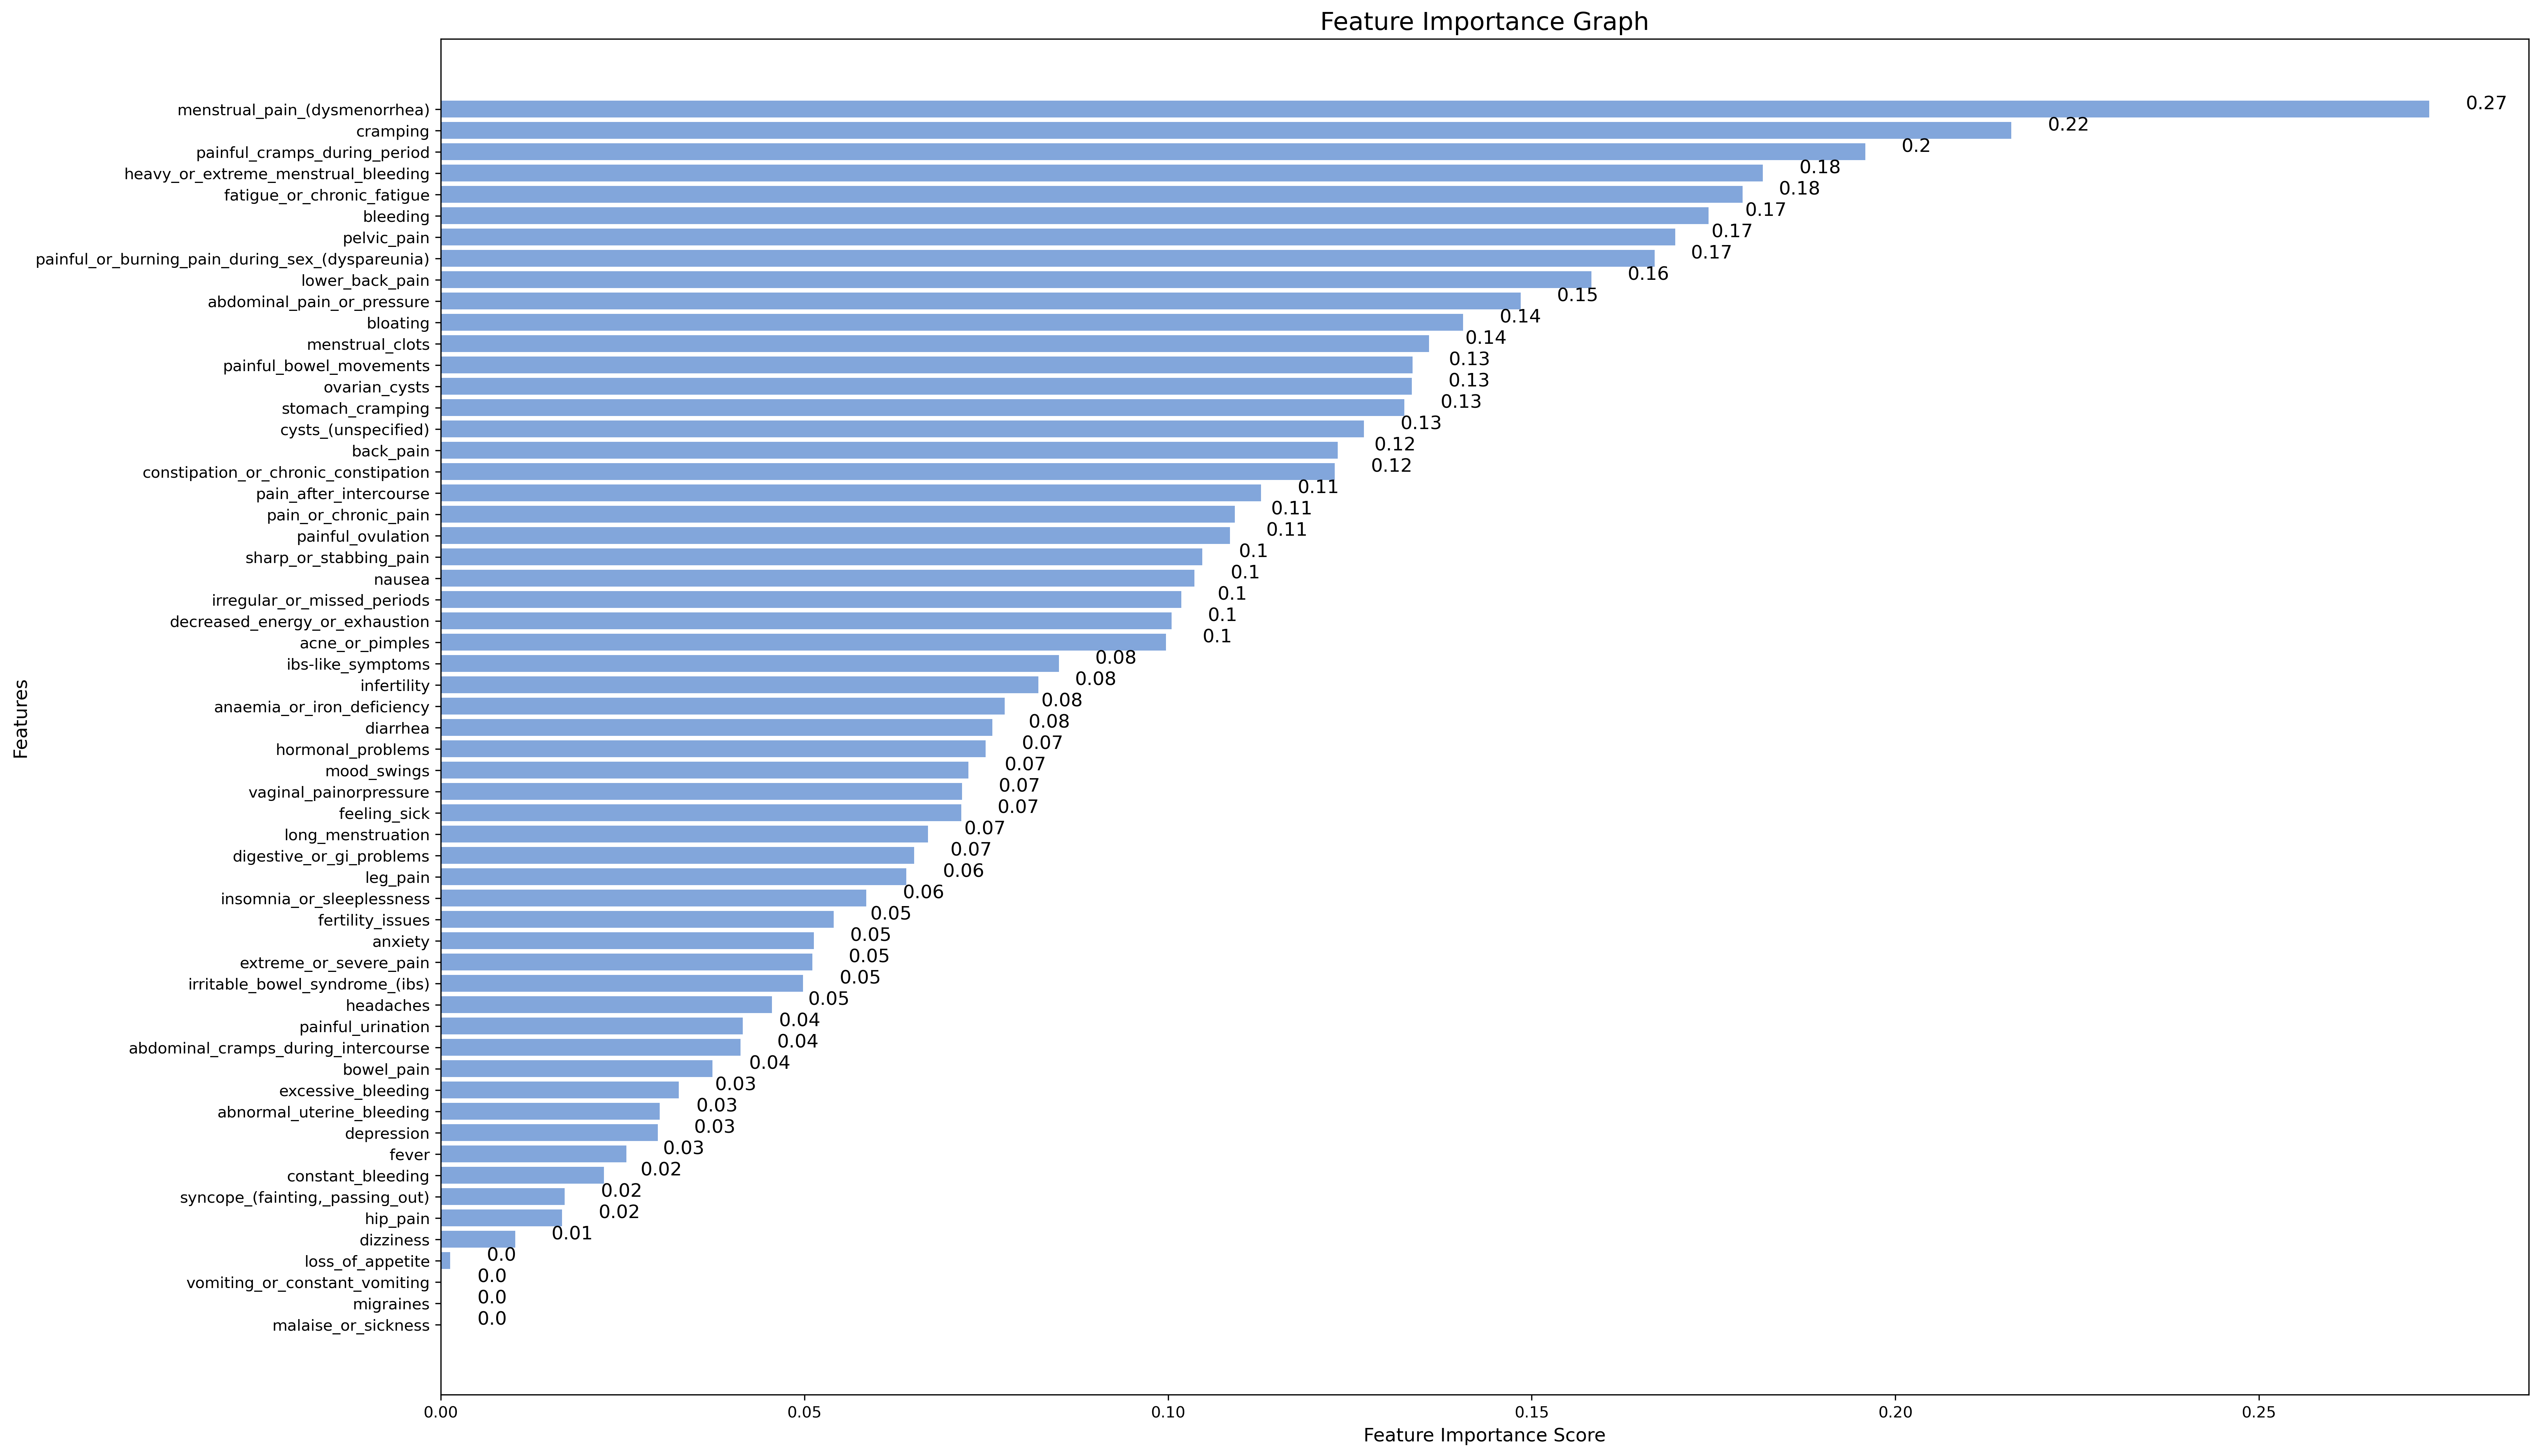 Feature Importance Graph
menstrual_pain_(dysmenorrhea) 0.27
cramping 0.22
painful_cramps_during_period 0.2
heavy_or_extreme_menstrual_bleeding 0.18
fatigue_or_chronic_fatigue 0.18
bleeding 0.17
pelvic_pain 0.17
painful_or_burning_pain_during_sex_(dyspareunia) 0.17
lower_back_pain 0.16
abdominal_pain_or_pressure 0.15
bloating 0.14
menstrual_clots 0.14
painful_bowel_movements 0.13
ovarian_cysts 0.13
stomach_cramping 0.13
cysts_(unspecified) 0.13
back_pain 0.12
constipation_or_chronic_constipation 0.12
pain_after_intercourse 0.11
pain_or_chronic_pain 0.11
painful_ovulation 0.11
sharp_or_stabbing_pain 0.1
nausea 0.1
irregular_or_missed_periods 0.1
decreased_energy_or_exhaustion 0.1
acne_or_pimples 0.1
ibs-like_symptoms 0.08
infertility 0.08
anaemia_or_iron_deficiency 0.08
diarrhea 0.08
hormonal_problems 0.07
mood_swings 0.07
vaginal_painorpressure 0.07
feeling_sick 0.07
long_menstruation 0.07
digestive_or_gi_problems 0.07
leg_pain 0.06
insomnia_or_sleeplessness 0.06
fertility_issues 0.05
anxiety 0.05
extreme_or_severe_pain 0.05
irritable_bowel_syndrome_(ibs) 0.05
headaches 0.05
painful_urination 0.04
abdominal_cramps_during_intercourse 0.04
bowel_pain 0.04
excessive_bleeding 0.03
abnormal_uterine_bleeding 0.03
depression 0.03
fever 0.03
constant_bleeding 0.02
syncope_(fainting,_passing_out) 0.02
hip_pain 0.02
dizziness 0.01
loss_of_appetite 0.0
vomiting_or_constant_vomiting 0.0
migraines 0.0
malaise_or_sickness 0.0
Features
0.00 0.05 0.10 0.15 0.20 0.25
Feature Importance Score